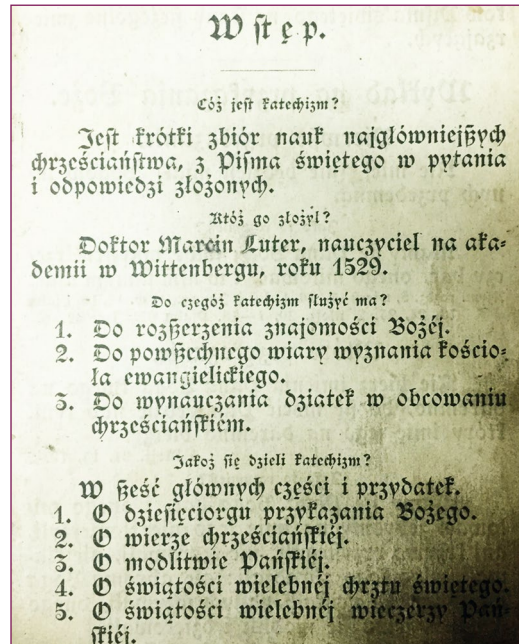 Wstęp.
Cóż jest katechizm?
Jest krótki zbiór nauk najgłówniejszych
chrześciaństwa, z Pisma świętego w pytania
i odpowiedzi złożonych.
Któż go złożył?
Doktor Marcin Luter, nauczyciel na aka-
demii w Wittenbergu, roku 1529.
Do czegóż katechizm służyć ma?
1. Do rozszerzenia znajomości Bożéj.
2. Do powszechnego wiary wyznania kościo-
ła ewangielickiego.
3. Do wynauczania dziatek w obcowaniu
chrześciańskiém.
Jakoż się dzieli katechizm?
W sześć głównych części i przydatek.
1. O dziesięciorgu przykazania Bożego.
2. O wierze chrześciańskiéj.
3. O modlitwie Pańskiéj.
4. O świątości wielebnéj chrztu świętego.
5. O świątości wielebnéj wieczerzy Pań-
skiéj.